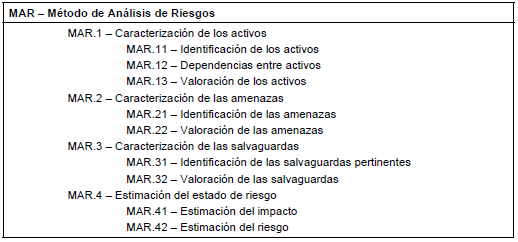 MAR – Método de Análisis de Riesgos
MAR.1 – Caracterización de los activos
MAR.11 – Identificación de los activos
MAR.12 – Dependencias entre activos
MAR.13 – Valoración de los activos
MAR.2 – Caracterización de las amenazas
MAR.21 – Identificación de las amenazas
MAR.22 – Valoración de las amenazas
MAR.3 – Caracterización de las salvaguardas
MAR.31 – Identificación de las salvaguardas pertinentes
MAR.32 – Valoración de las salvaguardas
MAR.4 – Estimación del estado de riesgo
MAR.41 – Estimación del impacto
MAR.42 – Estimación del riesgo